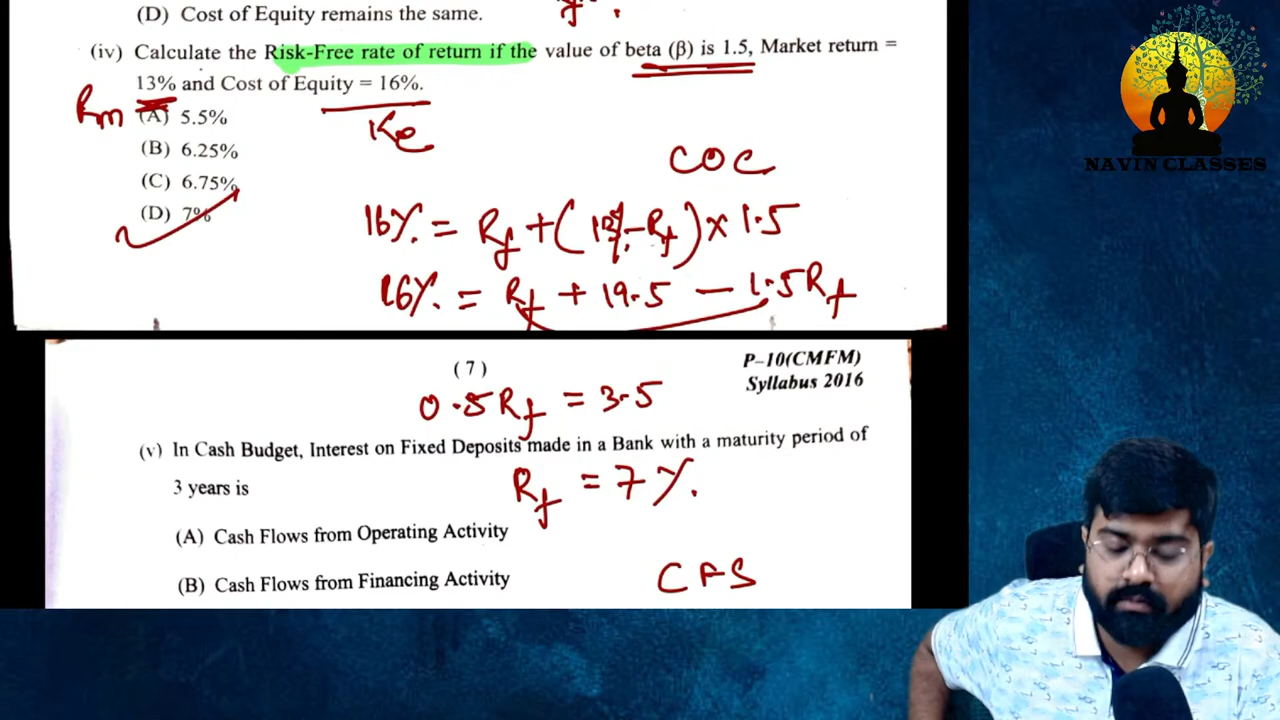 (D) Cost of Equity remains the same.
(iv) Calculate the Risk-Free rate of return if the value of beta (β) is 1.5, Market return =
13% and Cost of Equity = 16%.
Rm
Ke
(A) 5.5%
(B) 6.25%
(C) 6.75%
(D) 7%
COC
16% = Rf + (13% - Rf) x 1.5
16% = Rf + 19.5 - 1.5 Rf
NAVIN CLASSES
(7)
P-10(CMFM)
Syllabus 2016
0.5 Rf = 3.5
(v) In Cash Budget, Interest on Fixed Deposits made in a Bank with a maturity period of
3 years is
Rf = 7%.
(A) Cash Flows from Operating Activity
(B) Cash Flows from Financing Activity
CFS